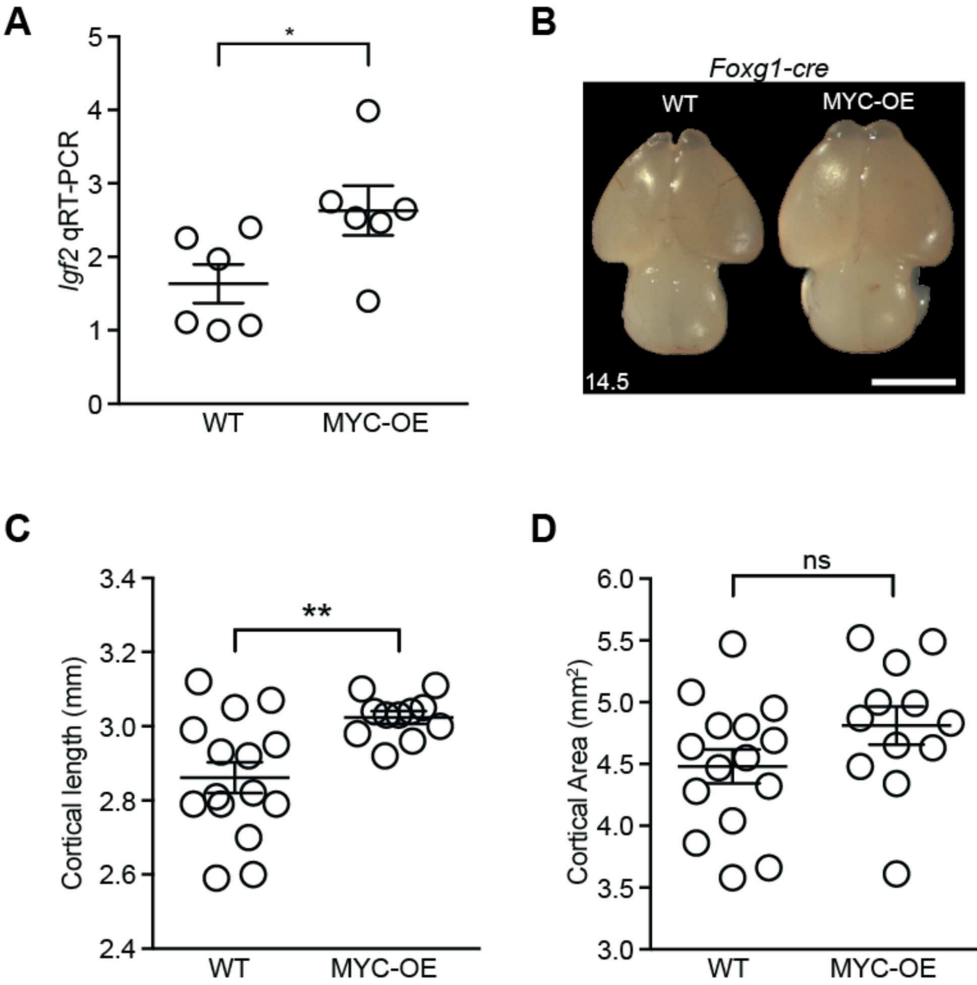 A
Igf2 qRT-PCR
5
4
3
2
1
0
*
WT
MYC-OE
B
Foxg1-cre
WT
MYC-OE
14.5
C
Cortical length (mm)
3.4
3.2
3.0
2.8
2.6
2.4
**
WT
MYC-OE
D
Cortical Area (mm²)
6.0
5.5
5.0
4.5
4.0
3.5
3.0
ns
WT
MYC-OE